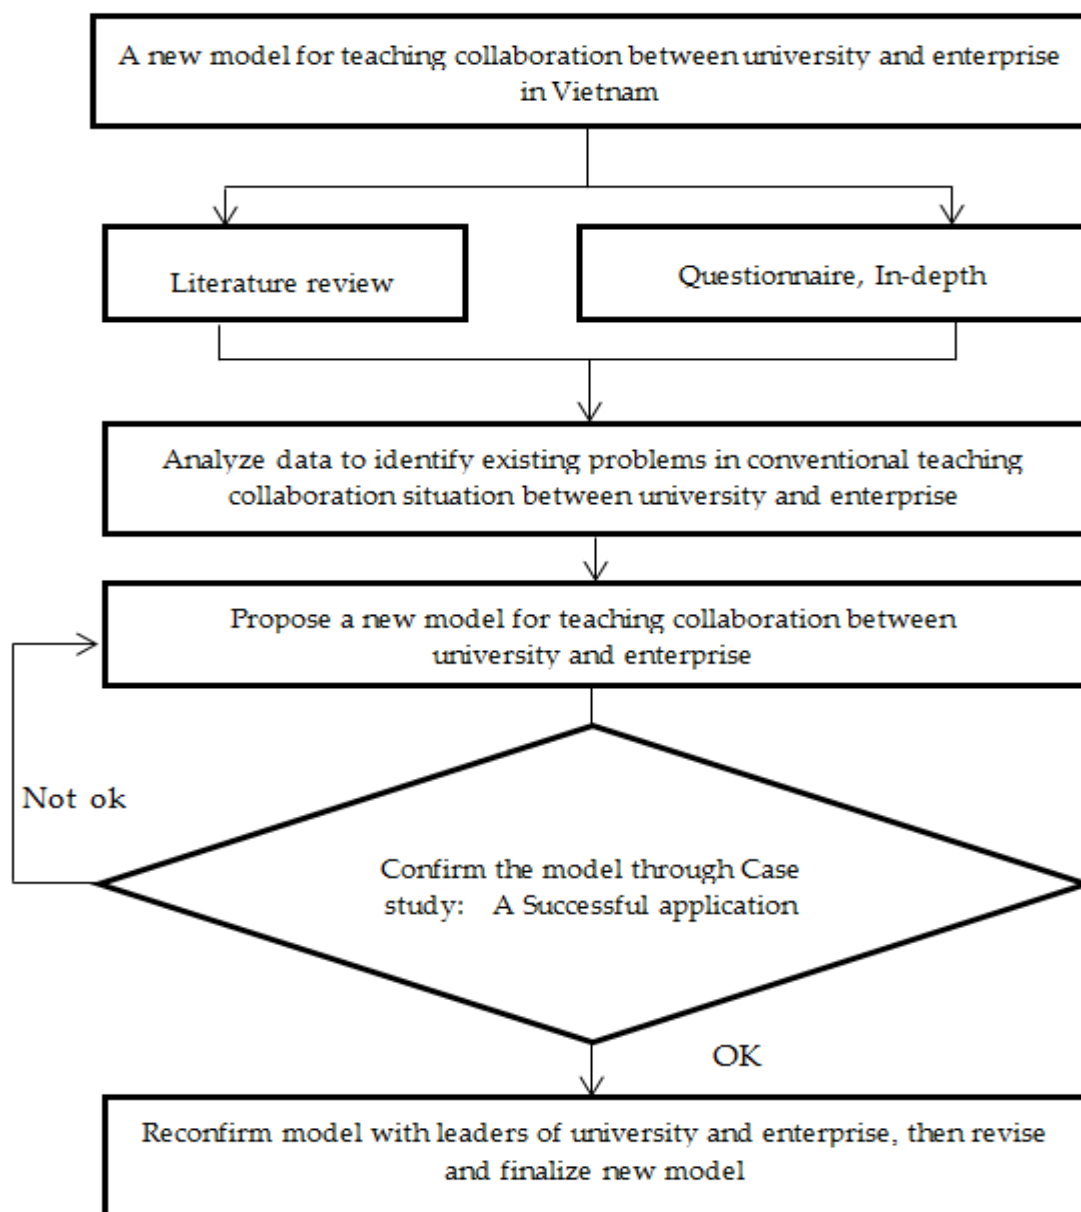 A new model for teaching collaboration between university and enterprise
in Vietnam
Literature review
Questionnaire, In-depth
Analyze data to identify existing problems in conventional teaching
collaboration situation between university and enterprise
Propose a new model for teaching collaboration between
university and enterprise
Not ok
Confirm the model through Case
study: A Successful application
OK
Reconfirm model with leaders of university and enterprise, then revise
and finalize new model